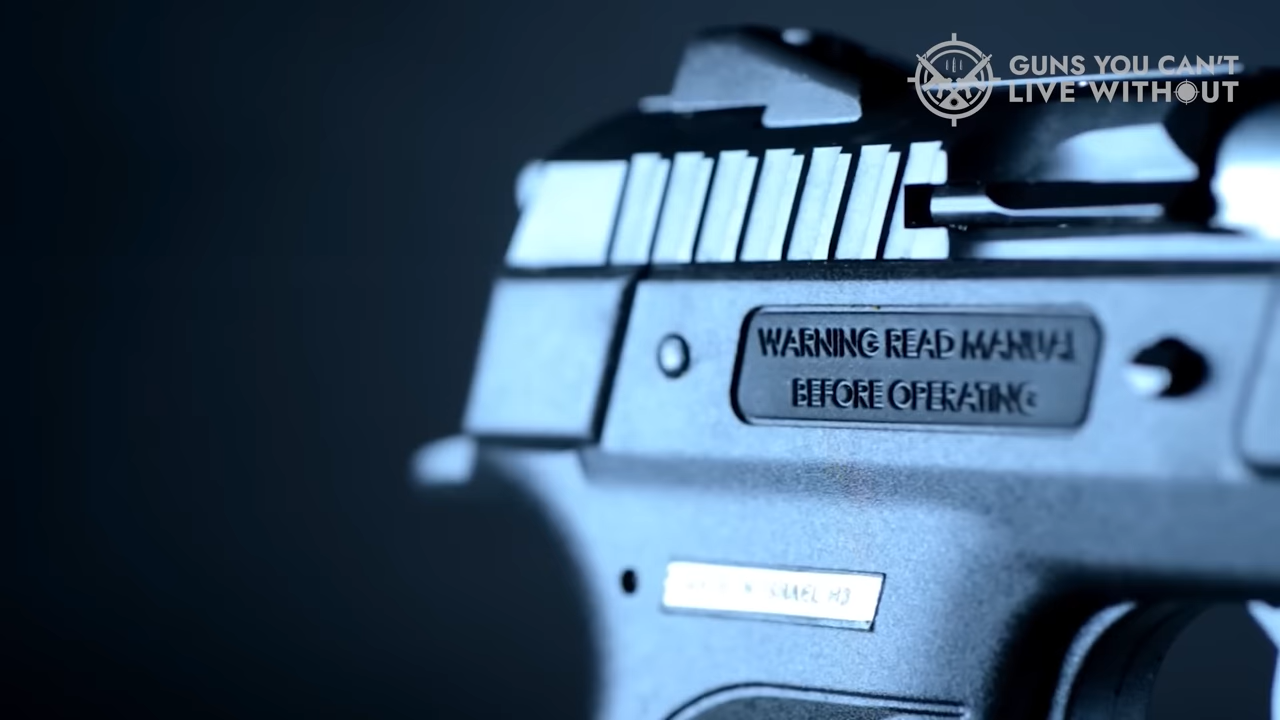 GUNS YOU CAN'T
LIVE WITHOUT
WARNING READ MANUAL
BEFORE OPERATING